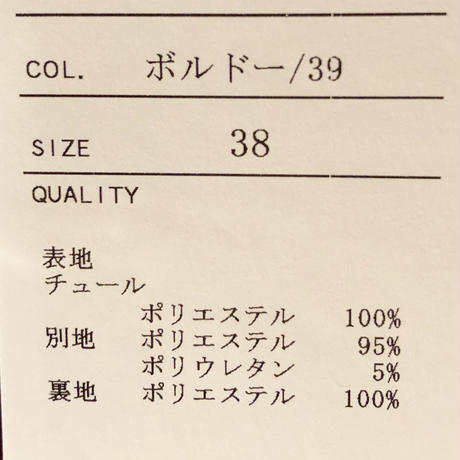 COL. ボルドー/39
SIZE 38
QUALITY
表地
チュール
ポリエステル 100%
別地 ポリエステル 95%
ポリウレタン 5%
裏地 ポリエステル 100%